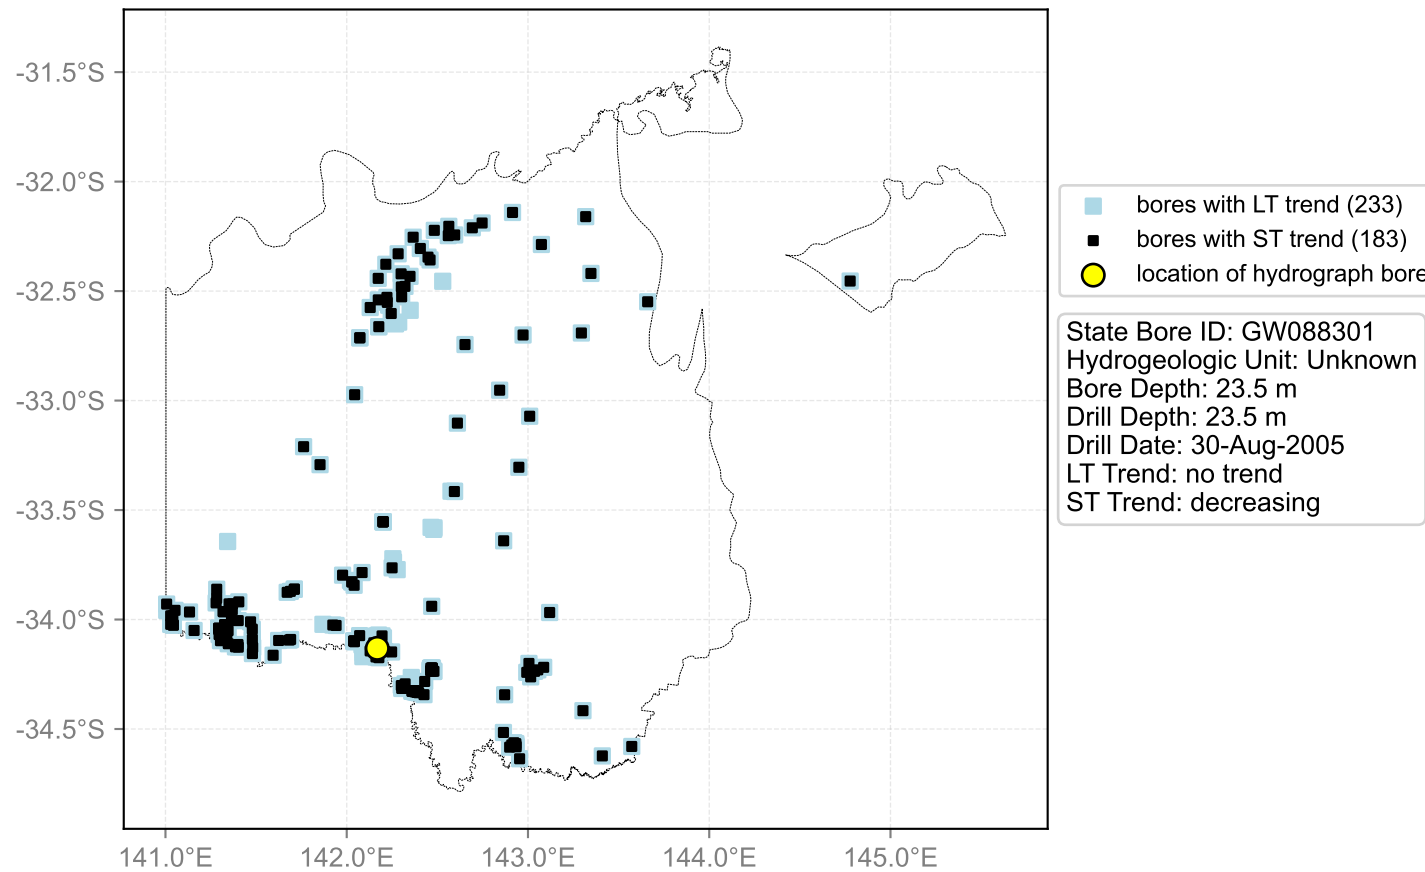 -31.5°S
-32.0°S
-32.5°S
-33.0°S
-33.5°S
-34.0°S
-34.5°S
141.0°E
142.0°E
143.0°E
144.0°E
145.0°E
bores with LT trend (233)
bores with ST trend (183)
location of hydrograph bore
State Bore ID: GW088301
Hydrogeologic Unit: Unknown
Bore Depth: 23.5 m
Drill Depth: 23.5 m
Drill Date: 30-Aug-2005
LT Trend: no trend
ST Trend: decreasing